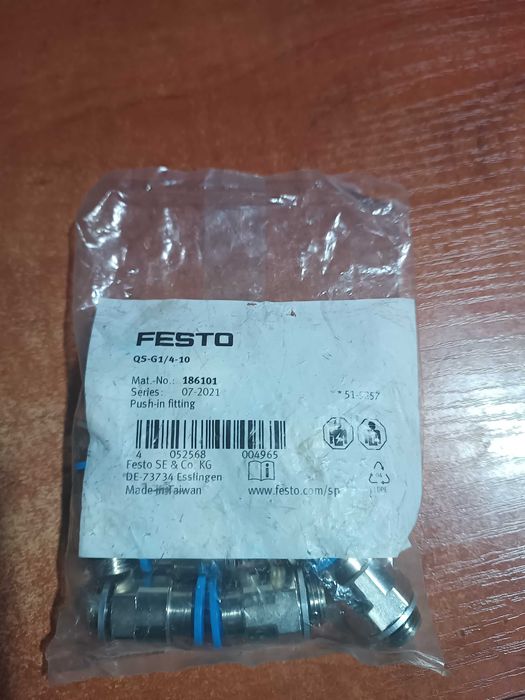 FESTO
QS-G1/4-10
Mat.-No.: 186101
Series: 07-2021
Push-in fitting
4 052568 004965
Festo SE & Co. KG
DE-73734 Esslingen
Made in Taiwan
www.festo.com/sp
04